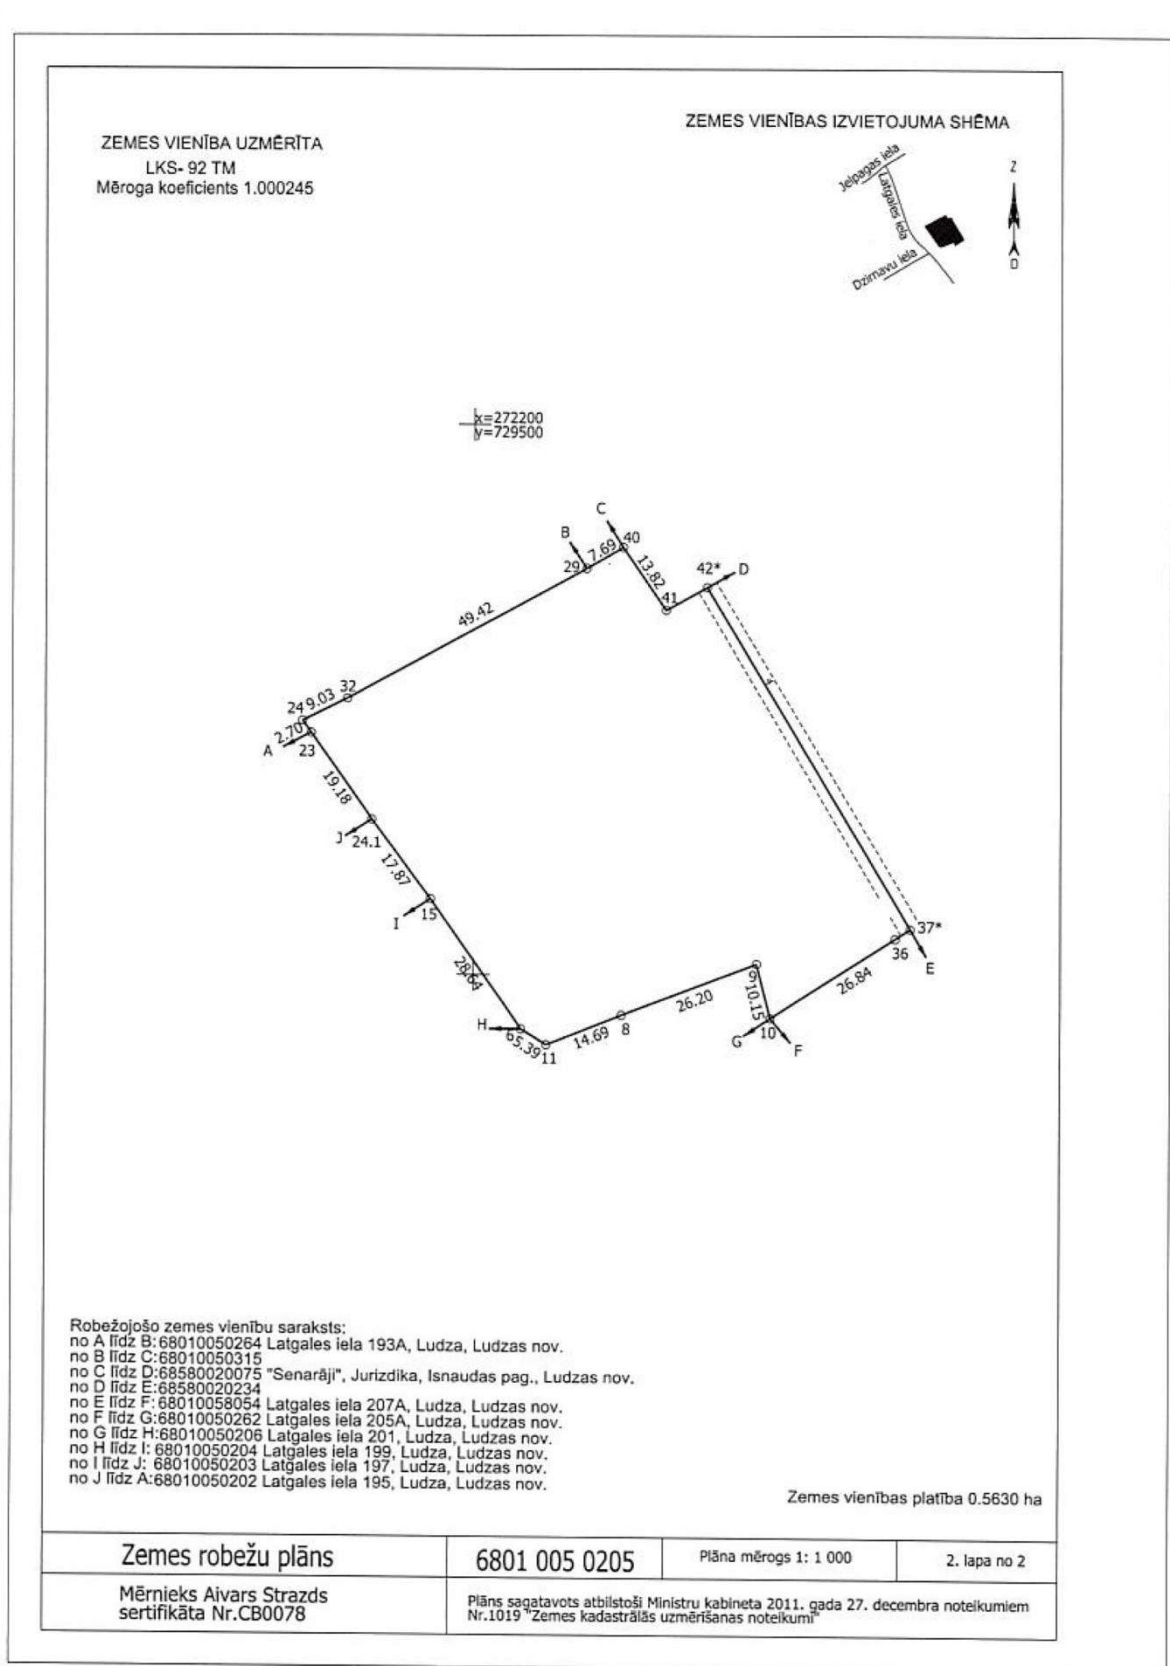 ZEMES VIENĪBA UZMĒRĪTA
LKS- 92 TM
Mēroga koeficients 1.000245
ZEMES VIENĪBAS IZVIETOJUMA SHĒMA
Jelpagas iela
Latgales iela
Dzirnavu iela
Z
D
x=272200
y=729500
C
B
40
7.69
29
13.82
42*
D
41
49.42
32
24
9.03
2.70
A
23
19.18
J
24.1
17.87
I
15
28.64
H
65.39
11
14.69
8
26.20
9
10.15
10
G
F
26.84
36
37*
E
Robežojošo zemes vienību saraksts:
no A līdz B:68010050264 Latgales iela 193A, Ludza, Ludzas nov.
no B līdz C:68010050315
no C līdz D:68580020075 "Senarāji", Jurizdika, Isnaudas pag., Ludzas nov.
no D līdz E:68580020234
no E līdz F:68010058054 Latgales iela 207A, Ludza, Ludzas nov.
no F līdz G:68010050262 Latgales iela 205A, Ludza, Ludzas nov.
no G līdz H:68010050206 Latgales iela 201, Ludza, Ludzas nov.
no H līdz I: 68010050204 Latgales iela 199, Ludza, Ludzas nov.
no I līdz J: 68010050203 Latgales iela 197, Ludza, Ludzas nov.
no J līdz A:68010050202 Latgales iela 195, Ludza, Ludzas nov.
Zemes vienības platība 0.5630 ha
Zemes robežu plāns
6801 005 0205
Plāna mērogs 1: 1 000
2. lapa no 2
Mērnieks Aivars Strazds
sertifikāta Nr.CB0078
Plāns sagatavots atbilstoši Ministru kabineta 2011. gada 27. decembra noteikumiem
Nr.1019 "Zemes kadastrālās uzmērīšanas noteikumi"